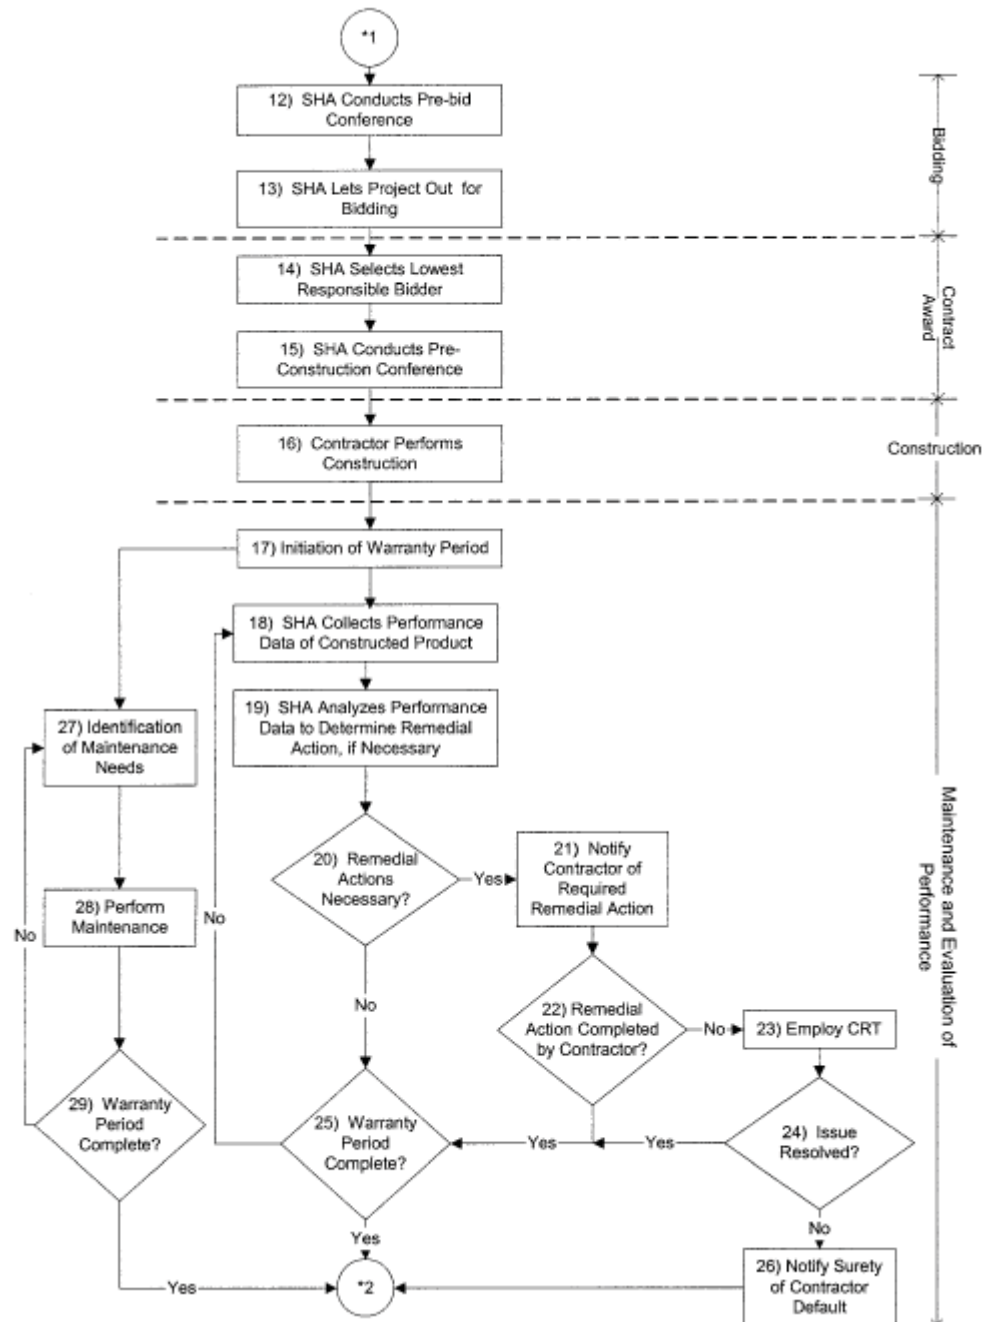 *1
12) SHA Conducts Pre-bid
Conference
13) SHA Lets Project Out for
Bidding
Bidding
14) SHA Selects Lowest
Responsible Bidder
15) SHA Conducts Pre-
Construction Conference
Contract
Award
16) Contractor Performs
Construction
Construction
17) Initiation of Warranty Period
18) SHA Collects Performance
Data of Constructed Product
19) SHA Analyzes Performance
Data to Determine Remedial
Action, if Necessary
27) Identification
of Maintenance
Needs
20) Remedial
Actions
Necessary?
Yes
21) Notify
Contractor of
Required
Remedial Action
Maintenance and Evaluation of
Performance
28) Perform
Maintenance
No
No
No
22) Remedial
Action Completed
by Contractor?
No
23) Employ CRT
29) Warranty
Period
Complete?
25) Warranty
Period
Complete?
Yes
Yes
24) Issue
Resolved?
Yes
No
Yes
*2
26) Notify Surety
of Contractor
Default